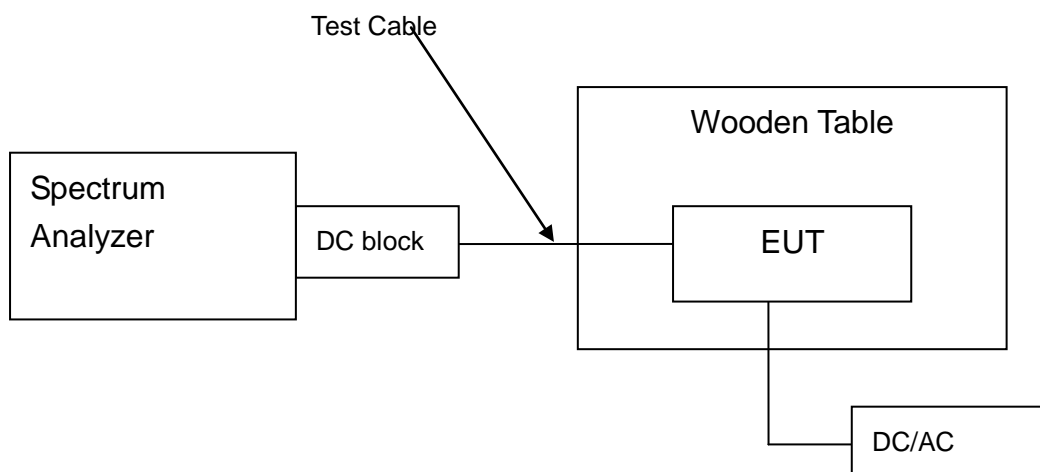 Test Cable
Wooden Table
Spectrum
Analyzer
DC block
EUT
DC/AC